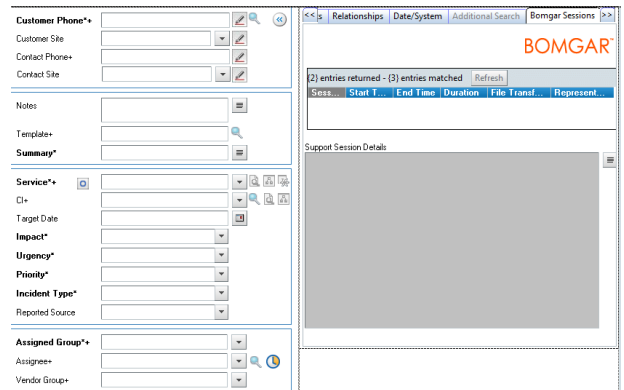 Customer Phone*+
Customer Site
Contact Phone+
Contact Site
Notes
Template+
Summary*
Service*+
CI+
Target Date
Impact*
Urgency*
Priority*
Incident Type*
Reported Source
Assigned Group*+
Assignee+
Vendor Group+
<< s Relationships Date/System Additional Search Bomgar Sessions >>
BOMGAR™
(2) entries returned - (3) entries matched Refresh
Sess... Start T... End Time Duration File Transf... Represent...
Support Session Details